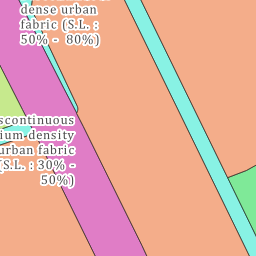 dense urban
fabric (S.L. :
50% - 80%)
scontinuous
ium-density
urban fabric
(S.L. : 30% -
50%)